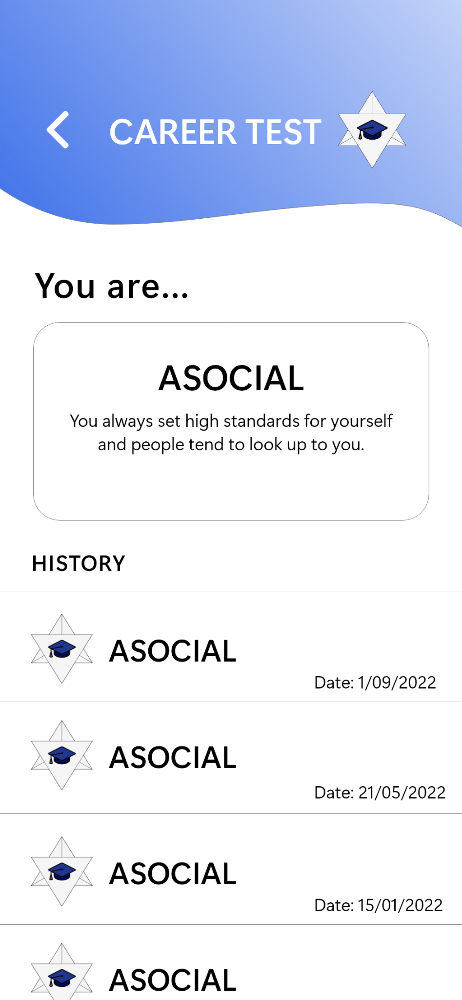 CAREER TEST
You are...
ASOCIAL
You always set high standards for yourself
and people tend to look up to you.
HISTORY
ASOCIAL
Date: 1/09/2022
ASOCIAL
Date: 21/05/2022
ASOCIAL
Date: 15/01/2022
ASOCIAL